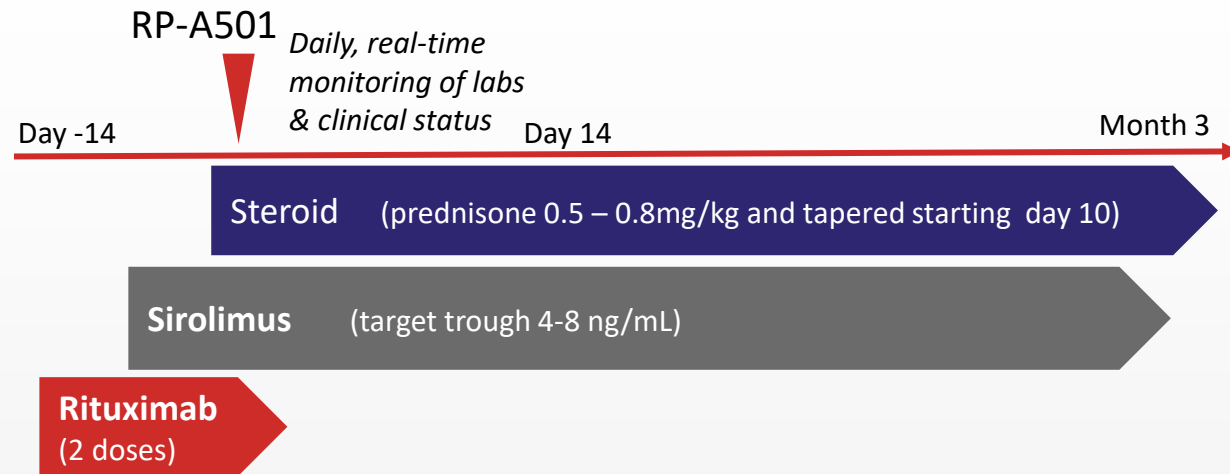 RP-A501
Daily, real-time
monitoring of labs
& clinical status
Day -14
Day 14
Month 3
Steroid (prednisone 0.5 – 0.8mg/kg and tapered starting day 10)
Sirolimus (target trough 4-8 ng/mL)
Rituximab
(2 doses)